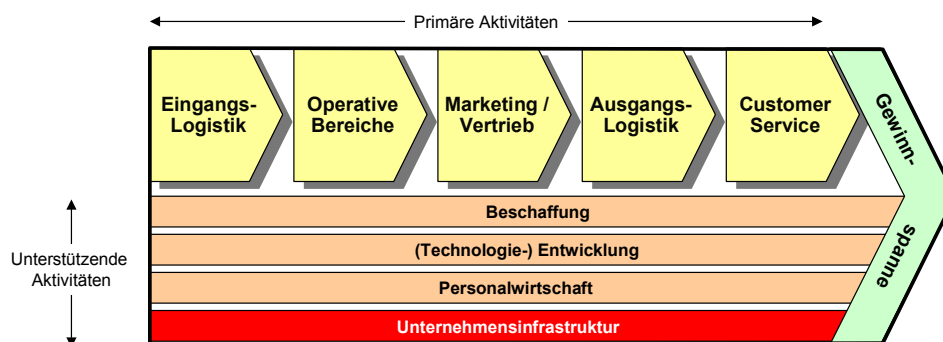 Primäre Aktivitäten
Eingangs-
Logistik
Operative
Bereiche
Marketing /
Vertrieb
Ausgangs-
Logistik
Customer
Service
Gewinn-
spanne
Unterstützende
Aktivitäten
Beschaffung
(Technologie-) Entwicklung
Personalwirtschaft
Unternehmensinfrastruktur